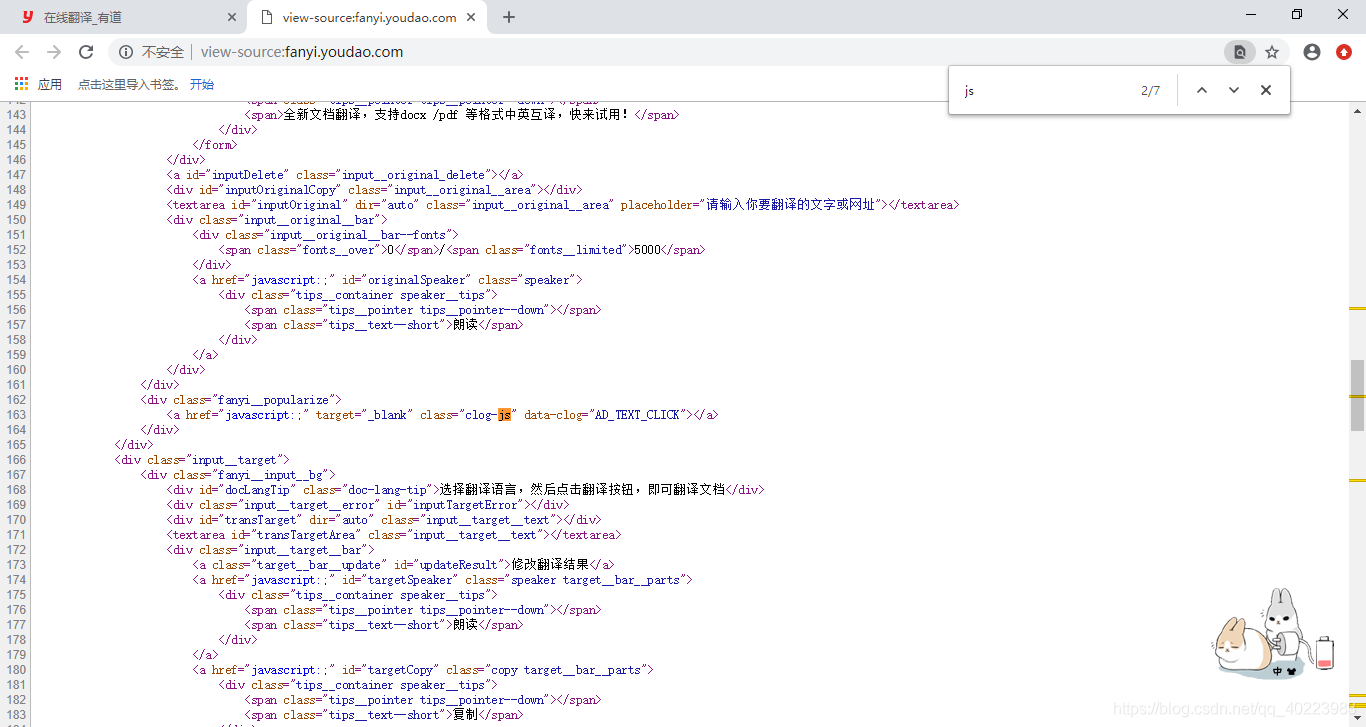 在线翻译_有道
view-source:fanyi.youdao.com
不安全 | view-source:fanyi.youdao.com
应用 点击这里导入书签。 开始
js 2/7
143 <span>全新文档翻译，支持docx /pdf 等格式中英互译，快来试用！</span>
144 </div>
145 </form>
146 </div>
147 <a id="inputDelete" class="input__original_delete"></a>
148 <div id="inputOriginalCopy" class="input__original__area"></div>
149 <textarea id="inputOriginal" dir="auto" class="input__original__area" placeholder="请输入你要翻译的文字或网址"></textarea>
150 <div class="input__original__bar">
151 <div class="input__original__bar--fonts">
152 <span class="fonts__over">0</span>/<span class="fonts__limited">5000</span>
153 </div>
154 <a href="javascript:;" id="originalSpeaker" class="speaker">
155 <div class="tips__container speaker__tips">
156 <span class="tips__pointer tips__pointer--down"></span>
157 <span class="tips__text--short">朗读</span>
158 </div>
159 </a>
160 </div>
161 </div>
162 <div class="fanyi__popularize">
163 <a href="javascript:;" target="_blank" class="clog-js" data-clog="AD_TEXT_CLICK"></a>
164 </div>
165 </div>
166 <div class="input__target">
167 <div class="fanyi__input__bg">
168 <div id="docLangTip" class="doc-lang-tip">选择翻译语言，然后点击翻译按钮，即可翻译文档</div>
169 <div class="input__target__error" id="inputTargetError"></div>
170 <div id="transTarget" dir="auto" class="input__target__text"></div>
171 <textarea id="transTargetArea" class="input__target__text"></textarea>
172 <div class="input__target__bar">
173 <a class="target__bar__update" id="updateResult">修改翻译结果</a>
174 <a href="javascript:;" id="targetSpeaker" class="speaker target__bar__parts">
175 <div class="tips__container speaker__tips">
176 <span class="tips__pointer tips__pointer--down"></span>
177 <span class="tips__text--short">朗读</span>
178 </div>
179 </a>
180 <a href="javascript:;" id="targetCopy" class="copy target__bar__parts">
181 <div class="tips__container speaker__tips">
182 <span class="tips__pointer tips__pointer--down"></span>
183 <span class="tips__text--short">复制</span>
中